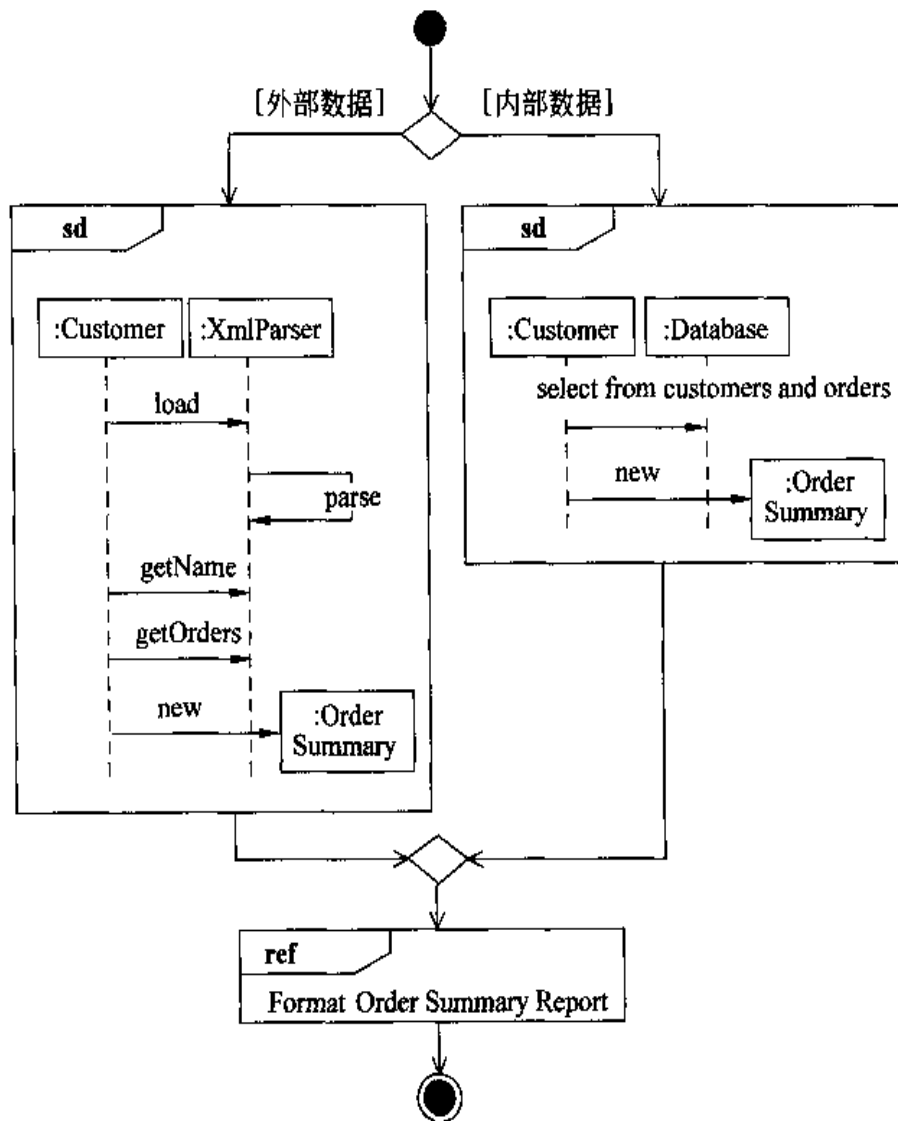 [外部数据]
[内部数据]
sd
:Customer
:XmlParser
load
parse
getName
getOrders
new
:Order
Summary
sd
:Customer
:Database
select from customers and orders
new
:Order
Summary
ref
Format Order Summary Report